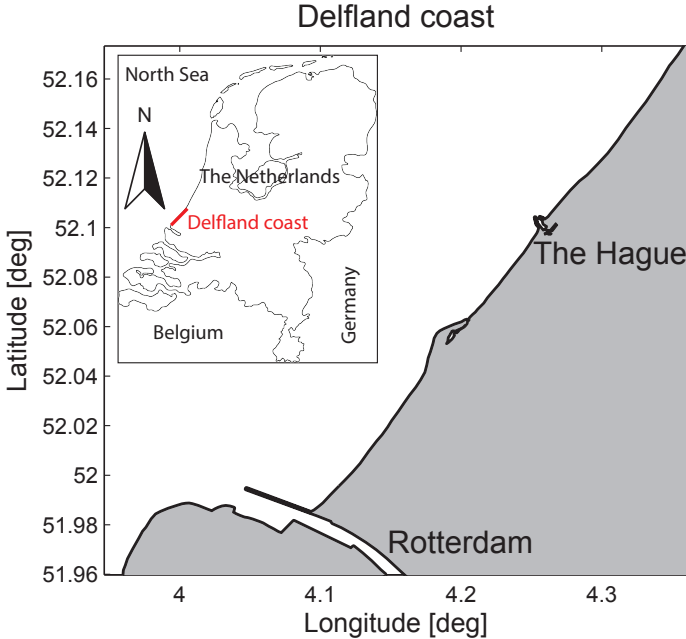 Delfland coast
52.16
52.14
52.12
52.1
52.08
52.06
52.04
52.02
52
51.98
51.96
Latitude [deg]
North Sea
N
The Netherlands
Delfland coast
Germany
Belgium
The Hague
Rotterdam
4
4.1
4.2
4.3
Longitude [deg]